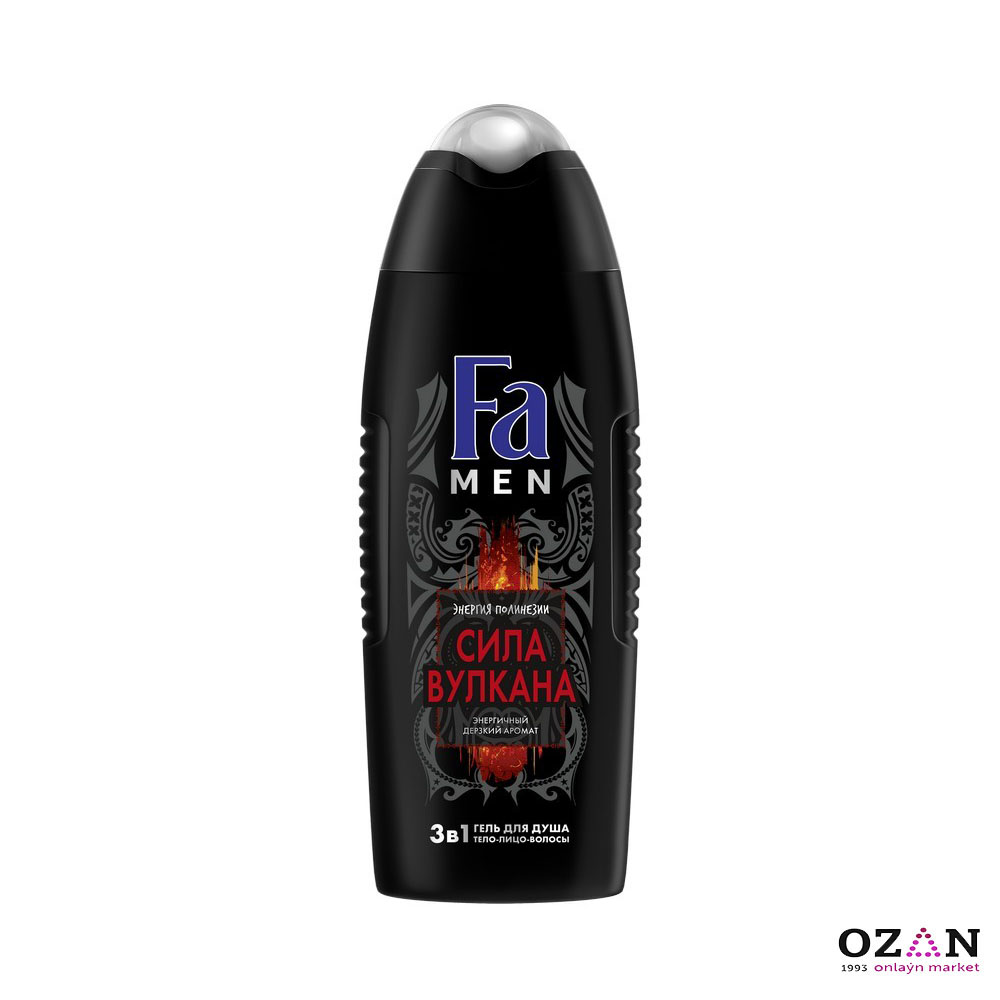 Fa
MEN
ЭНЕРГИЯ ПОЛИНЕЗИИ
СИЛА
ВУЛКАНА
ЭНЕРГИЧНЫЙ
ДЕРЗКИЙ АРОМАТ
3в1 ГЕЛЬ ДЛЯ ДУША
ТЕЛО-ЛИЦО-ВОЛОСЫ
OZAN
1993 onlaýn market